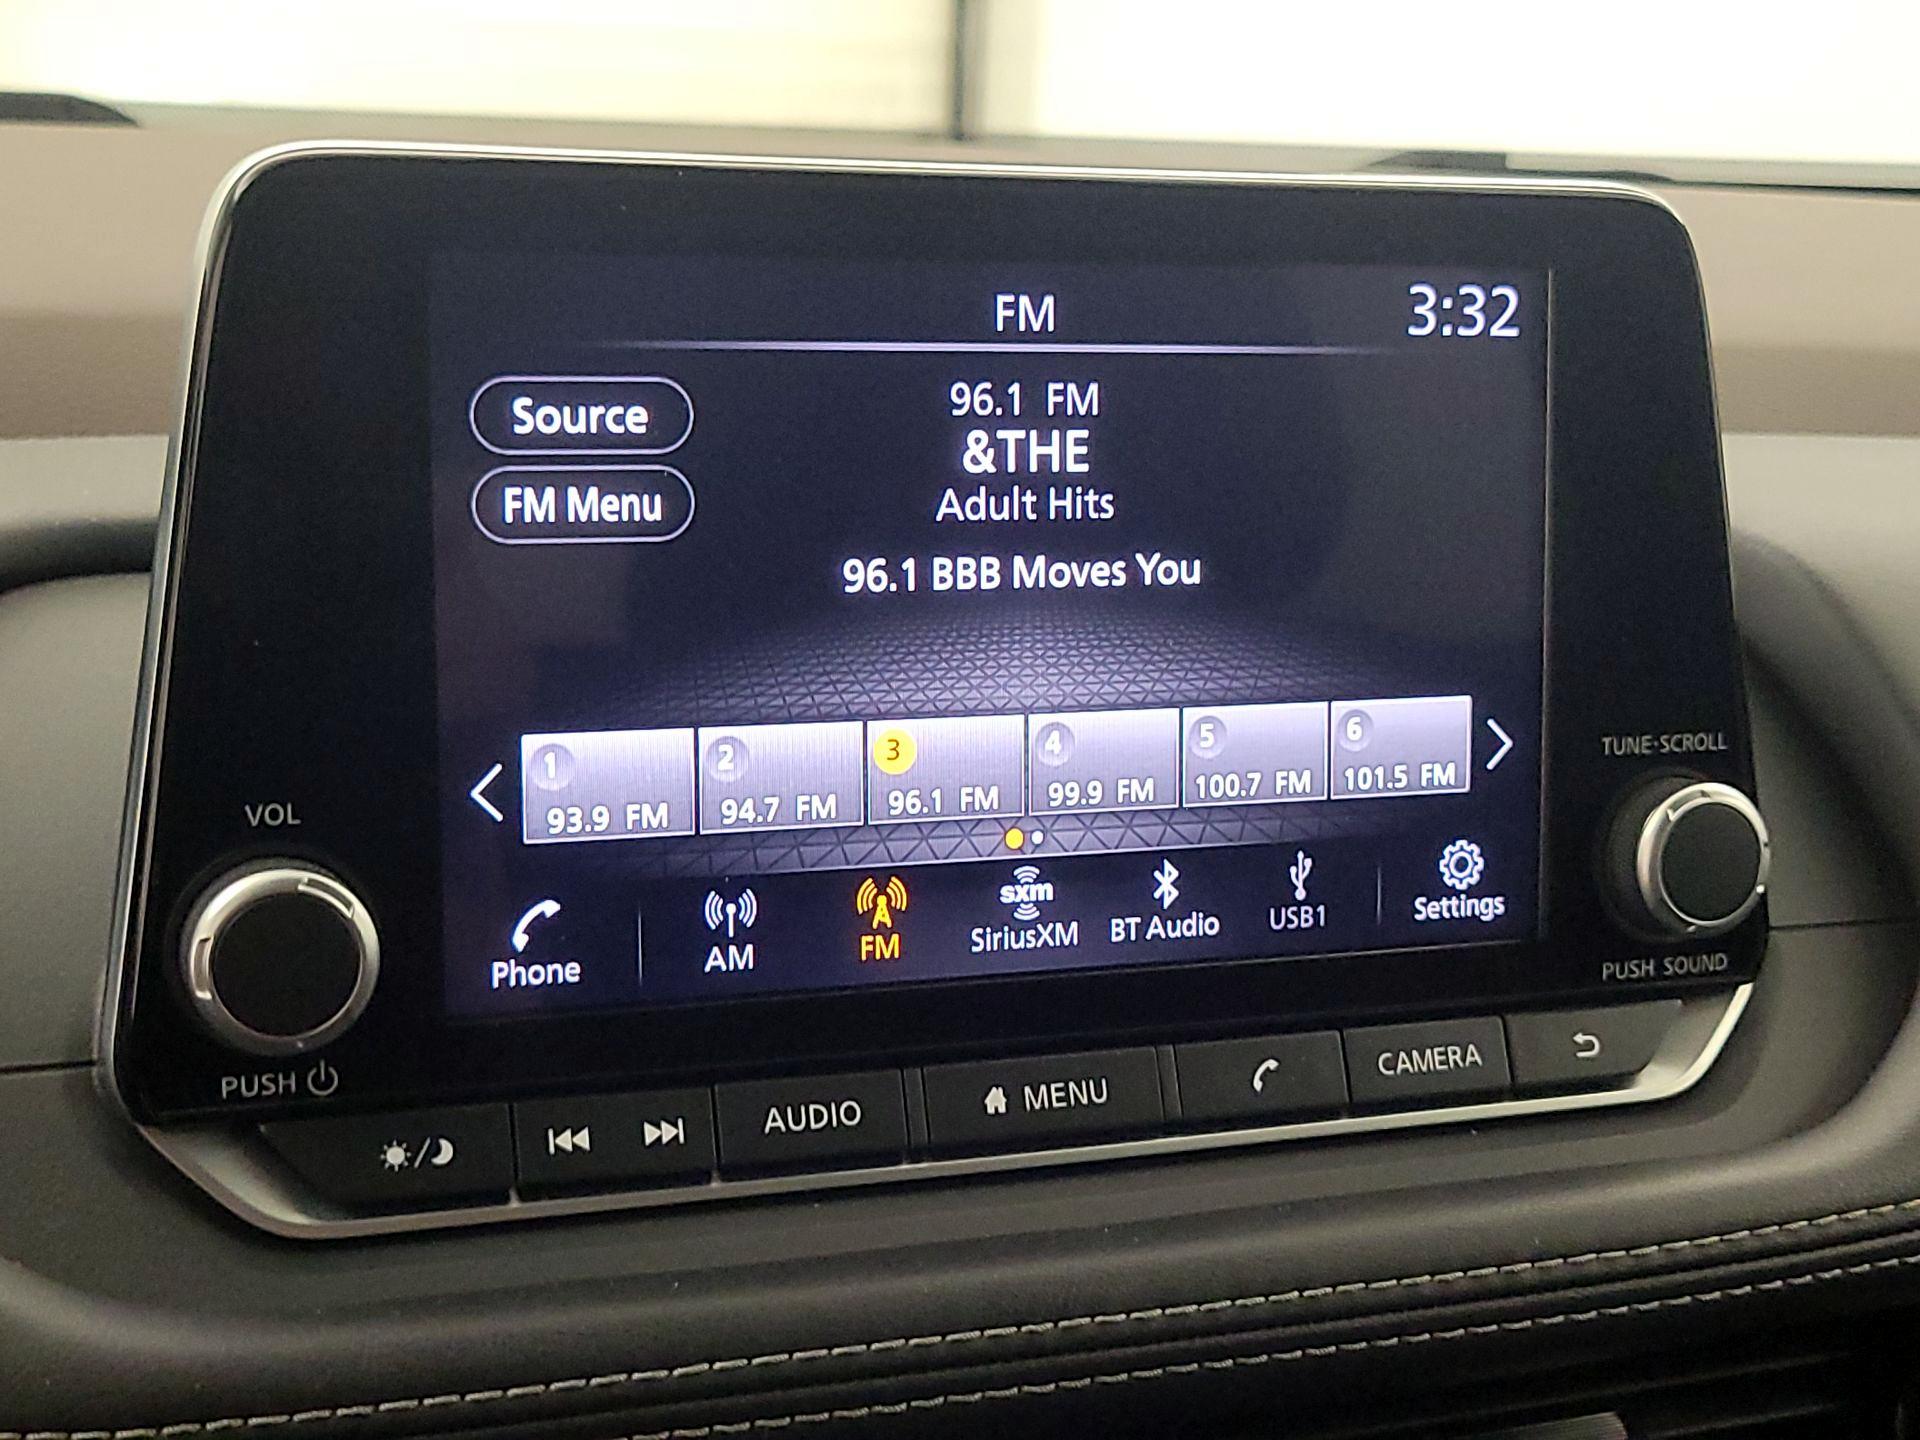 FM
3:32
Source
FM Menu
96.1 FM
&THE
Adult Hits
96.1 BBB Moves You
1
93.9 FM
2
94.7 FM
3
96.1 FM
4
99.9 FM
5
100.7 FM
6
101.5 FM
VOL
TUNE·SCROLL
Phone
AM
A
FM
sxm
SiriusXM
BT Audio
USB1
Settings
PUSH
PUSH SOUND
AUDIO
MENU
CAMERA